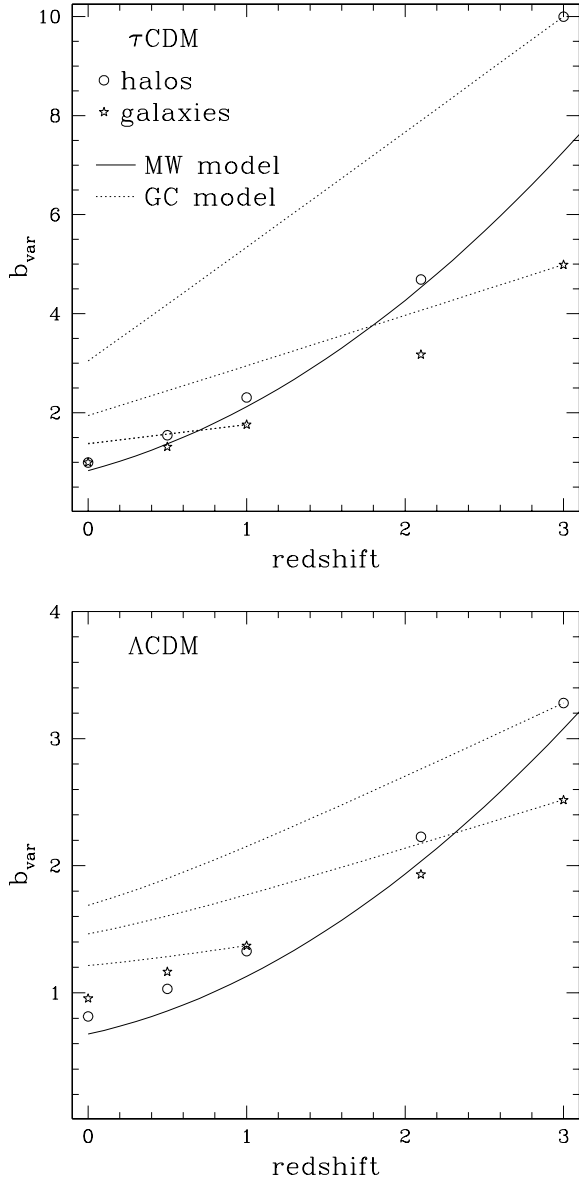 10
τCDM
halos
galaxies
8
MW model
GC model
6
b_var
4
2
0 1 2 3
redshift
4
ΛCDM
3
b_var
2
1
0 1 2 3
redshift